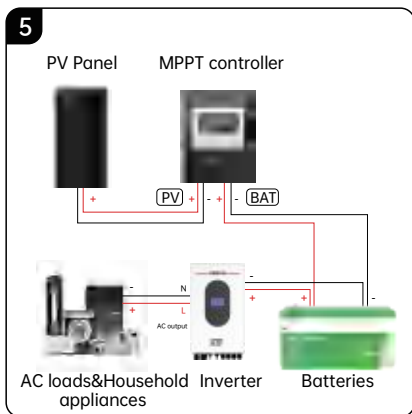 5
PV Panel
MPPT controller
+ PV + - + - BAT
- N - + + -
+ L
AC output
AC loads&Household
appliances
Inverter
Batteries